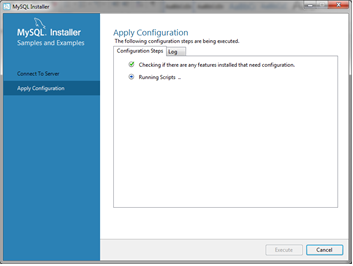 MySQL Installer
MySQL. Installer
Samples and Examples
Connect To Server
Apply Configuration
Apply Configuration
The following configuration steps are being executed.
Configuration Steps
Log
Checking if there are any features installed that need configuration.
Running Scripts ...
Execute
Cancel